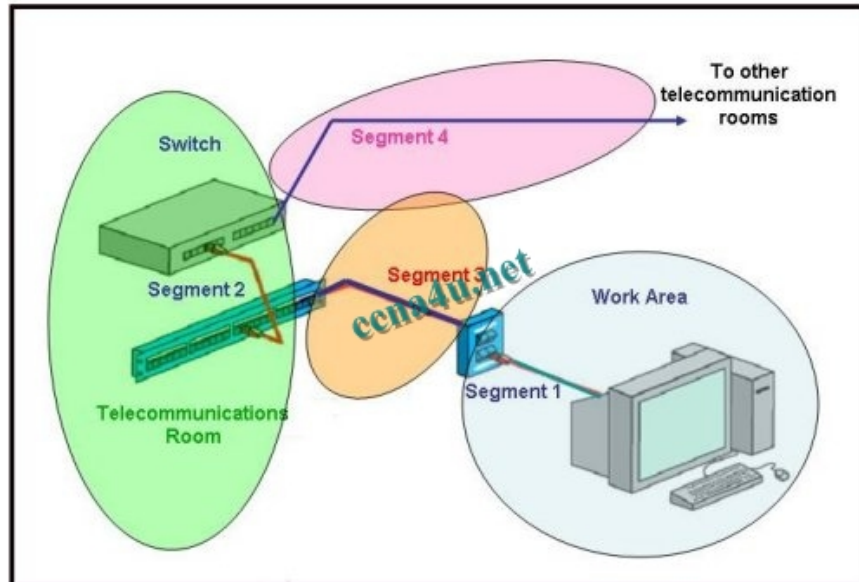 To other
telecommunication
rooms
Switch
Segment 4
Segment 2
Segment 3
ccna4u.net
Work Area
Segment 1
Telecommunications
Room